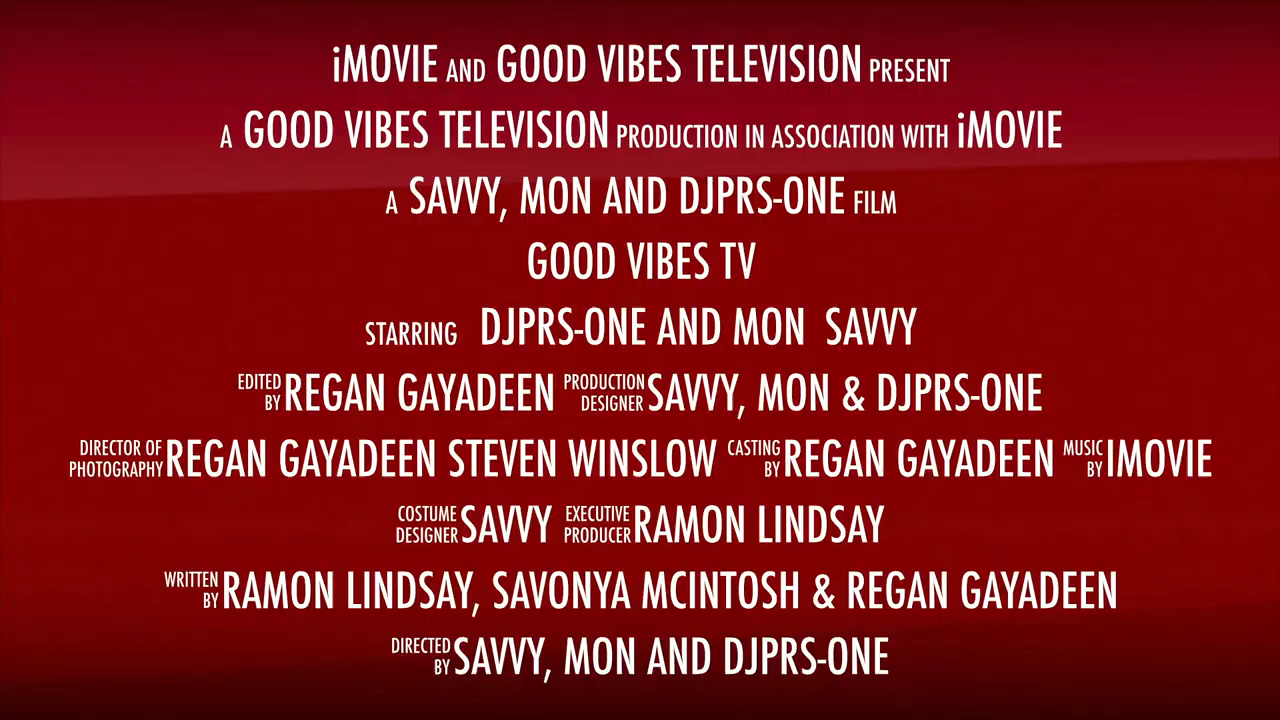 iMOVIE AND GOOD VIBES TELEVISION PRESENT
A GOOD VIBES TELEVISION PRODUCTION IN ASSOCIATION WITH iMOVIE
A SAVVY, MON AND DJPRS-ONE FILM
GOOD VIBES TV
STARRING DJPRS-ONE AND MON SAVVY
EDITED BY REGAN GAYADEEN PRODUCTION DESIGNER SAVVY, MON & DJPRS-ONE
DIRECTOR OF PHOTOGRAPHY REGAN GAYADEEN STEVEN WINSLOW CASTING BY REGAN GAYADEEN MUSIC BY IMOVIE
COSTUME DESIGNER SAVVY EXECUTIVE PRODUCER RAMON LINDSAY
WRITTEN BY RAMON LINDSAY, SAVONYA MCINTOSH & REGAN GAYADEEN
DIRECTED BY SAVVY, MON AND DJPRS-ONE